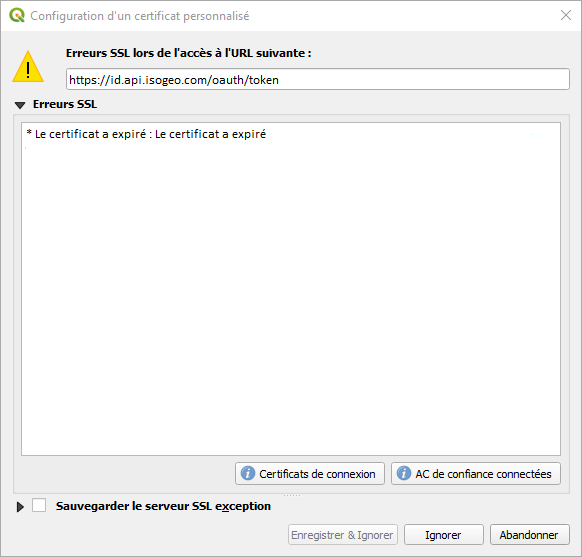 Configuration d'un certificat personnalisé
Erreurs SSL lors de l'accès à l'URL suivante :
https://id.api.isogeo.com/oauth/token
Erreurs SSL
* Le certificat a expiré : Le certificat a expiré
Certificats de connexion
AC de confiance connectées
Sauvegarder le serveur SSL exception
Enregistrer & Ignorer
Ignorer
Abandonner